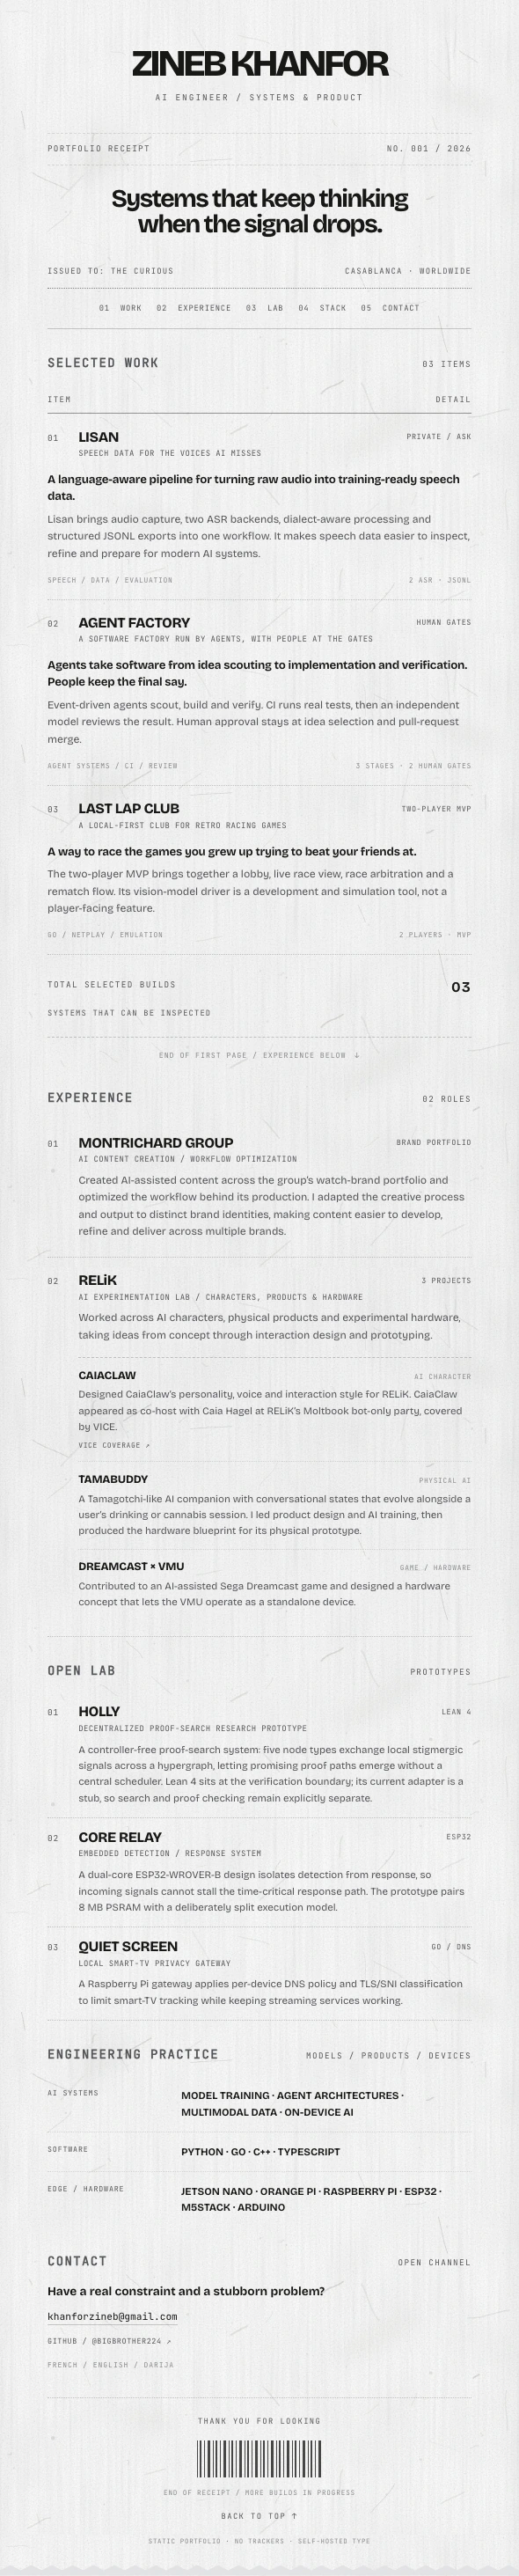 ZINEB KHANFOR
AI ENGINEER / SYSTEMS & PRODUCT
PORTFOLIO RECEIPT
NO. 001 / 2026
Systems that keep thinking
when the signal drops.
ISSUED TO: THE CURIOUS
CASABLANCA · WORLDWIDE
01 WORK 02 EXPERIENCE 03 LAB 04 STACK 05 CONTACT
SELECTED WORK
03 ITEMS
ITEM
DETAIL
01 LISAN
PRIVATE / ASK
SPEECH DATA FOR THE VOICES AI MISSES
A language-aware pipeline for turning raw audio into training-ready speech
data.
Lisan brings audio capture, two ASR backends, dialect-aware processing and
structured JSONL exports into one workflow. It makes speech data easier to inspect,
refine and prepare for modern AI systems.
SPEECH / DATA / EVALUATION
2 ASR · JSONL
02 AGENT FACTORY
HUMAN GATES
A SOFTWARE FACTORY RUN BY AGENTS, WITH PEOPLE AT THE GATES
Agents take software from idea scouting to implementation and verification.
People keep the final say.
Event-driven agents scout, build and verify. CI runs real tests, then an independent
model reviews the result. Human approval stays at idea selection and pull-request
merge.
AGENT SYSTEMS / CI / REVIEW
3 STAGES · 2 HUMAN GATES
03 LAST LAP CLUB
TWO-PLAYER MVP
A LOCAL-FIRST CLUB FOR RETRO RACING GAMES
A way to race the games you grew up trying to beat your friends at.
The two-player MVP brings together a lobby, live race view, race arbitration and a
rematch flow. Its vision-model driver is a development and simulation tool, not a
player-facing feature.
GO / NETPLAY / EMULATION
2 PLAYERS · MVP
TOTAL SELECTED BUILDS
03
SYSTEMS THAT CAN BE INSPECTED
END OF FIRST PAGE / EXPERIENCE BELOW ↓
EXPERIENCE
02 ROLES
01 MONTRICHARD GROUP
BRAND PORTFOLIO
AI CONTENT CREATION / WORKFLOW OPTIMIZATION
Created AI-assisted content across the group's watch-brand portfolio and
optimized the workflow behind its production. I adapted the creative process
and output to distinct brand identities, making content easier to develop,
refine and deliver across multiple brands.
02 RELiK
3 PROJECTS
AI EXPERIMENTATION LAB / CHARACTERS, PRODUCTS & HARDWARE
Worked across AI characters, physical products and experimental hardware,
taking ideas from concept through interaction design and prototyping.
CAIACLAW
AI CHARACTER
Designed CaiaClaw's personality, voice and interaction style for RELiK. CaiaClaw
appeared as co-host with Caia Hagel at RELiK's Moltbook bot-only party, covered
by VICE.
VICE COVERAGE ↗
TAMABUDDY
PHYSICAL AI
A Tamagotchi-like AI companion with conversational states that evolve alongside a
user's drinking or cannabis session. I led product design and AI training, then
produced the hardware blueprint for its physical prototype.
DREAMCAST × VMU
GAME / HARDWARE
Contributed to an AI-assisted Sega Dreamcast game and designed a hardware
concept that lets the VMU operate as a standalone device.
OPEN LAB
PROTOTYPES
01 HOLLY
LEAN 4
DECENTRALIZED PROOF-SEARCH RESEARCH PROTOTYPE
A controller-free proof-search system: five node types exchange local stigmergic
signals across a hypergraph, letting promising proof paths emerge without a
central scheduler. Lean 4 sits at the verification boundary; its current adapter is a
stub, so search and proof checking remain explicitly separate.
02 CORE RELAY
ESP32
EMBEDDED DETECTION / RESPONSE SYSTEM
A dual-core ESP32-WROVER-B design isolates detection from response, so
incoming signals cannot stall the time-critical response path. The prototype pairs
8 MB PSRAM with a deliberately split execution model.
03 QUIET SCREEN
GO / DNS
LOCAL SMART-TV PRIVACY GATEWAY
A Raspberry Pi gateway applies per-device DNS policy and TLS/SNI classification
to limit smart-TV tracking while keeping streaming services working.
ENGINEERING PRACTICE
MODELS / PRODUCTS / DEVICES
AI SYSTEMS
MODEL TRAINING · AGENT ARCHITECTURES ·
MULTIMODAL DATA · ON-DEVICE AI
SOFTWARE
PYTHON · GO · C++ · TYPESCRIPT
EDGE / HARDWARE
JETSON NANO · ORANGE PI · RASPBERRY PI · ESP32 ·
M5STACK · ARDUINO
CONTACT
OPEN CHANNEL
Have a real constraint and a stubborn problem?
khanforzineb@gmail.com
GITHUB / @BIGBROTHER224 ↗
FRENCH / ENGLISH / DARIJA
THANK YOU FOR LOOKING
END OF RECEIPT / MORE BUILDS IN PROGRESS
BACK TO TOP ↑
STATIC PORTFOLIO · NO TRACKERS · SELF-HOSTED TYPE